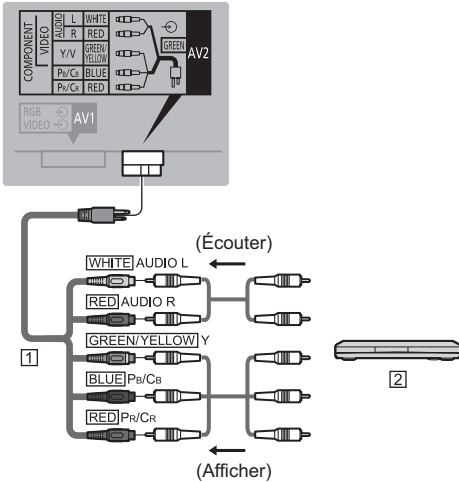 COMPONENT
VIDEO
AUDIO
L WHITE
R RED
Y/V GREEN/
YELLOW
PB/CB BLUE
PR/CR RED
GREEN
AV2
RGB
VIDEO
AV1
(Écouter)
WHITE AUDIO L
RED AUDIO R
GREEN/YELLOW Y
BLUE PB/CB
RED PR/CR
1
2
(Afficher)